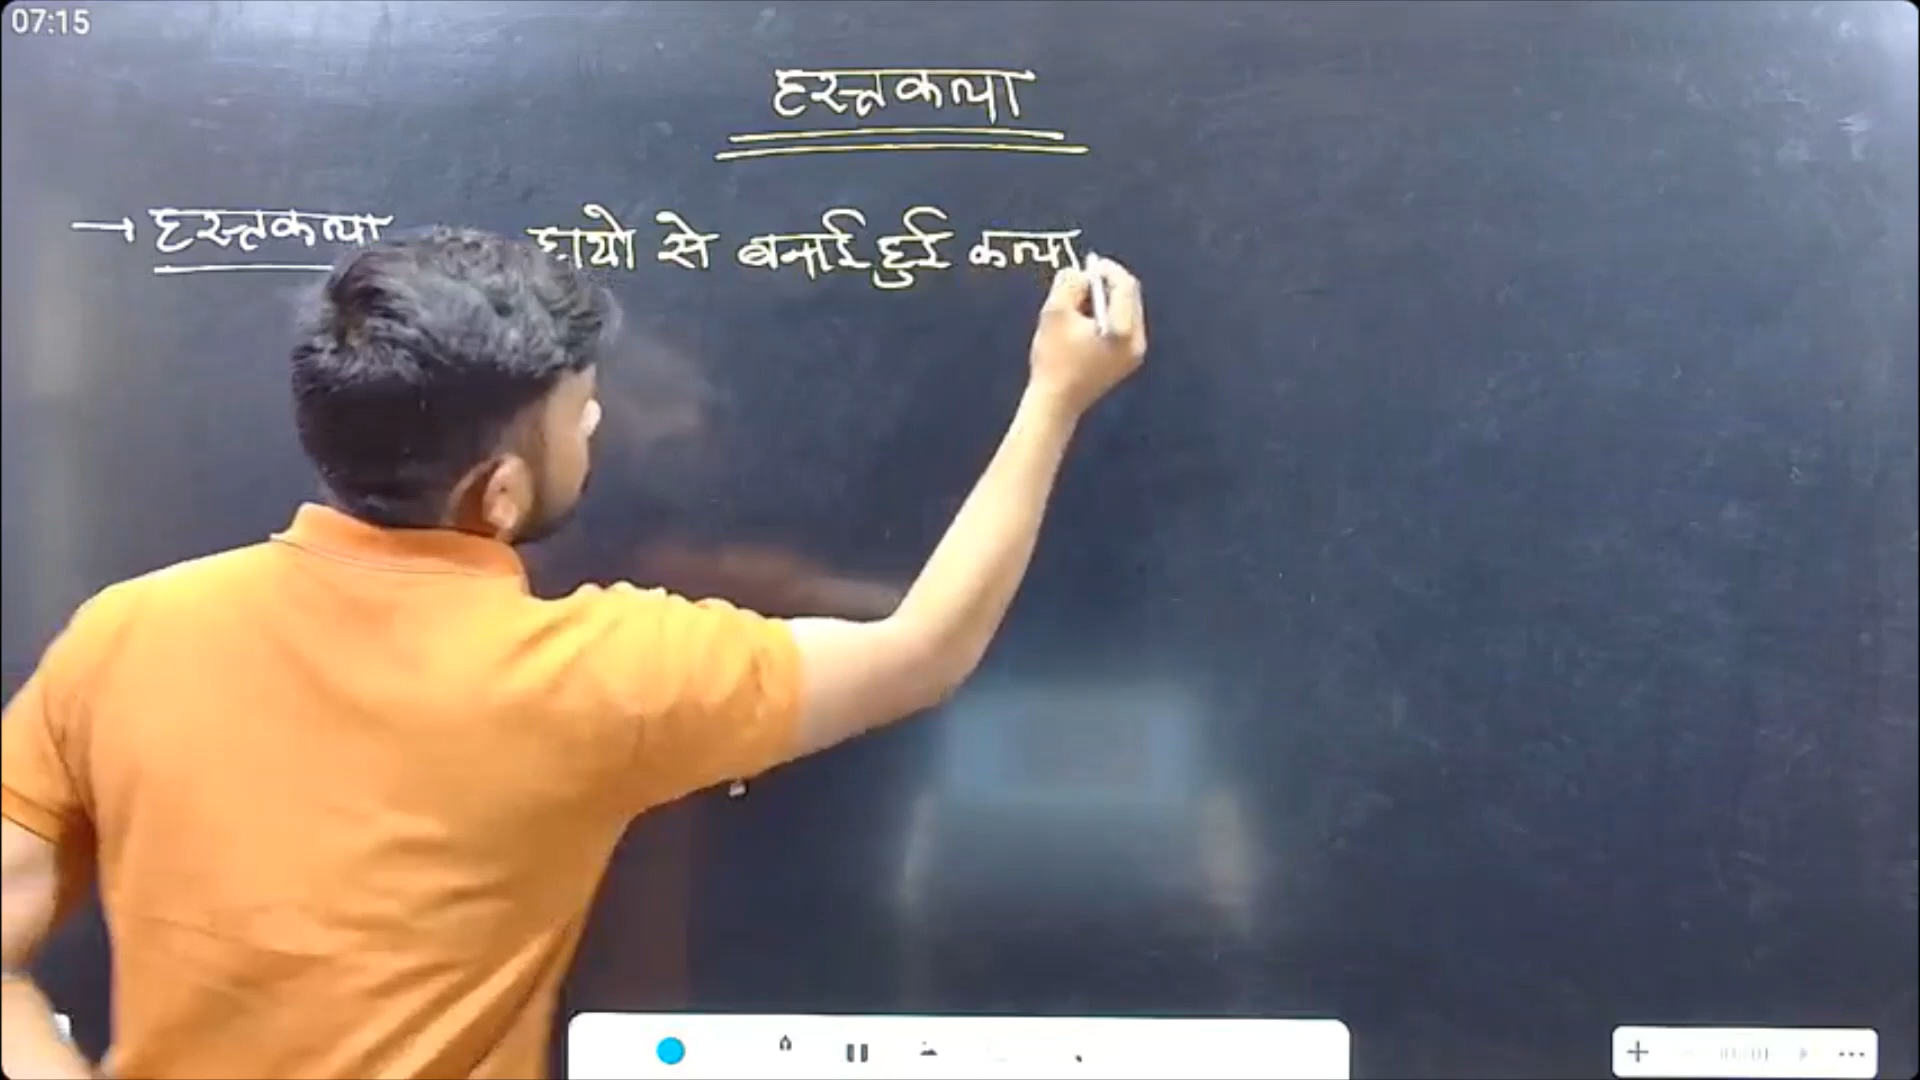 07:15
हस्तकला
→ हस्तकला हाथो से बनाई हुई कला